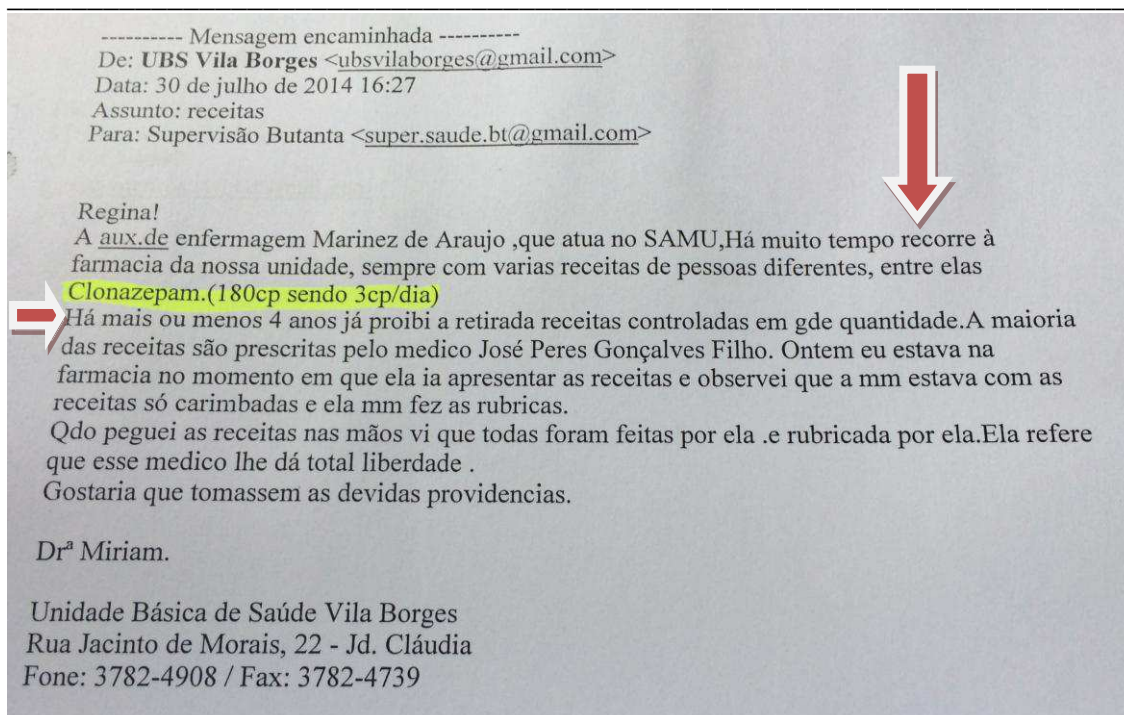 ---------- Mensagem encaminhada ----------
De: UBS Vila Borges <ubsvilaborges@gmail.com>
Data: 30 de julho de 2014 16:27
Assunto: receitas
Para: Supervisão Butanta <super.saude.bt@gmail.com>
Regina!
A aux.de enfermagem Marinez de Araujo ,que atua no SAMU,Há muito tempo recorre à
farmacia da nossa unidade, sempre com varias receitas de pessoas diferentes, entre elas
Clonazepam.(180cp sendo 3cp/dia)
Há mais ou menos 4 anos já proibi a retirada receitas controladas em gde quantidade.A maioria
das receitas são prescritas pelo medico José Peres Gonçalves Filho. Ontem eu estava na
farmacia no momento em que ela ia apresentar as receitas e observei que a mm estava com as
receitas só carimbadas e ela mm fez as rubricas.
Qdo peguei as receitas nas mãos vi que todas foram feitas por ela .e rubricada por ela.Ela refere
que esse medico lhe dá total liberdade .
Gostaria que tomassem as devidas providencias.
Drª Miriam.
Unidade Básica de Saúde Vila Borges
Rua Jacinto de Morais, 22 - Jd. Cláudia
Fone: 3782-4908 / Fax: 3782-4739